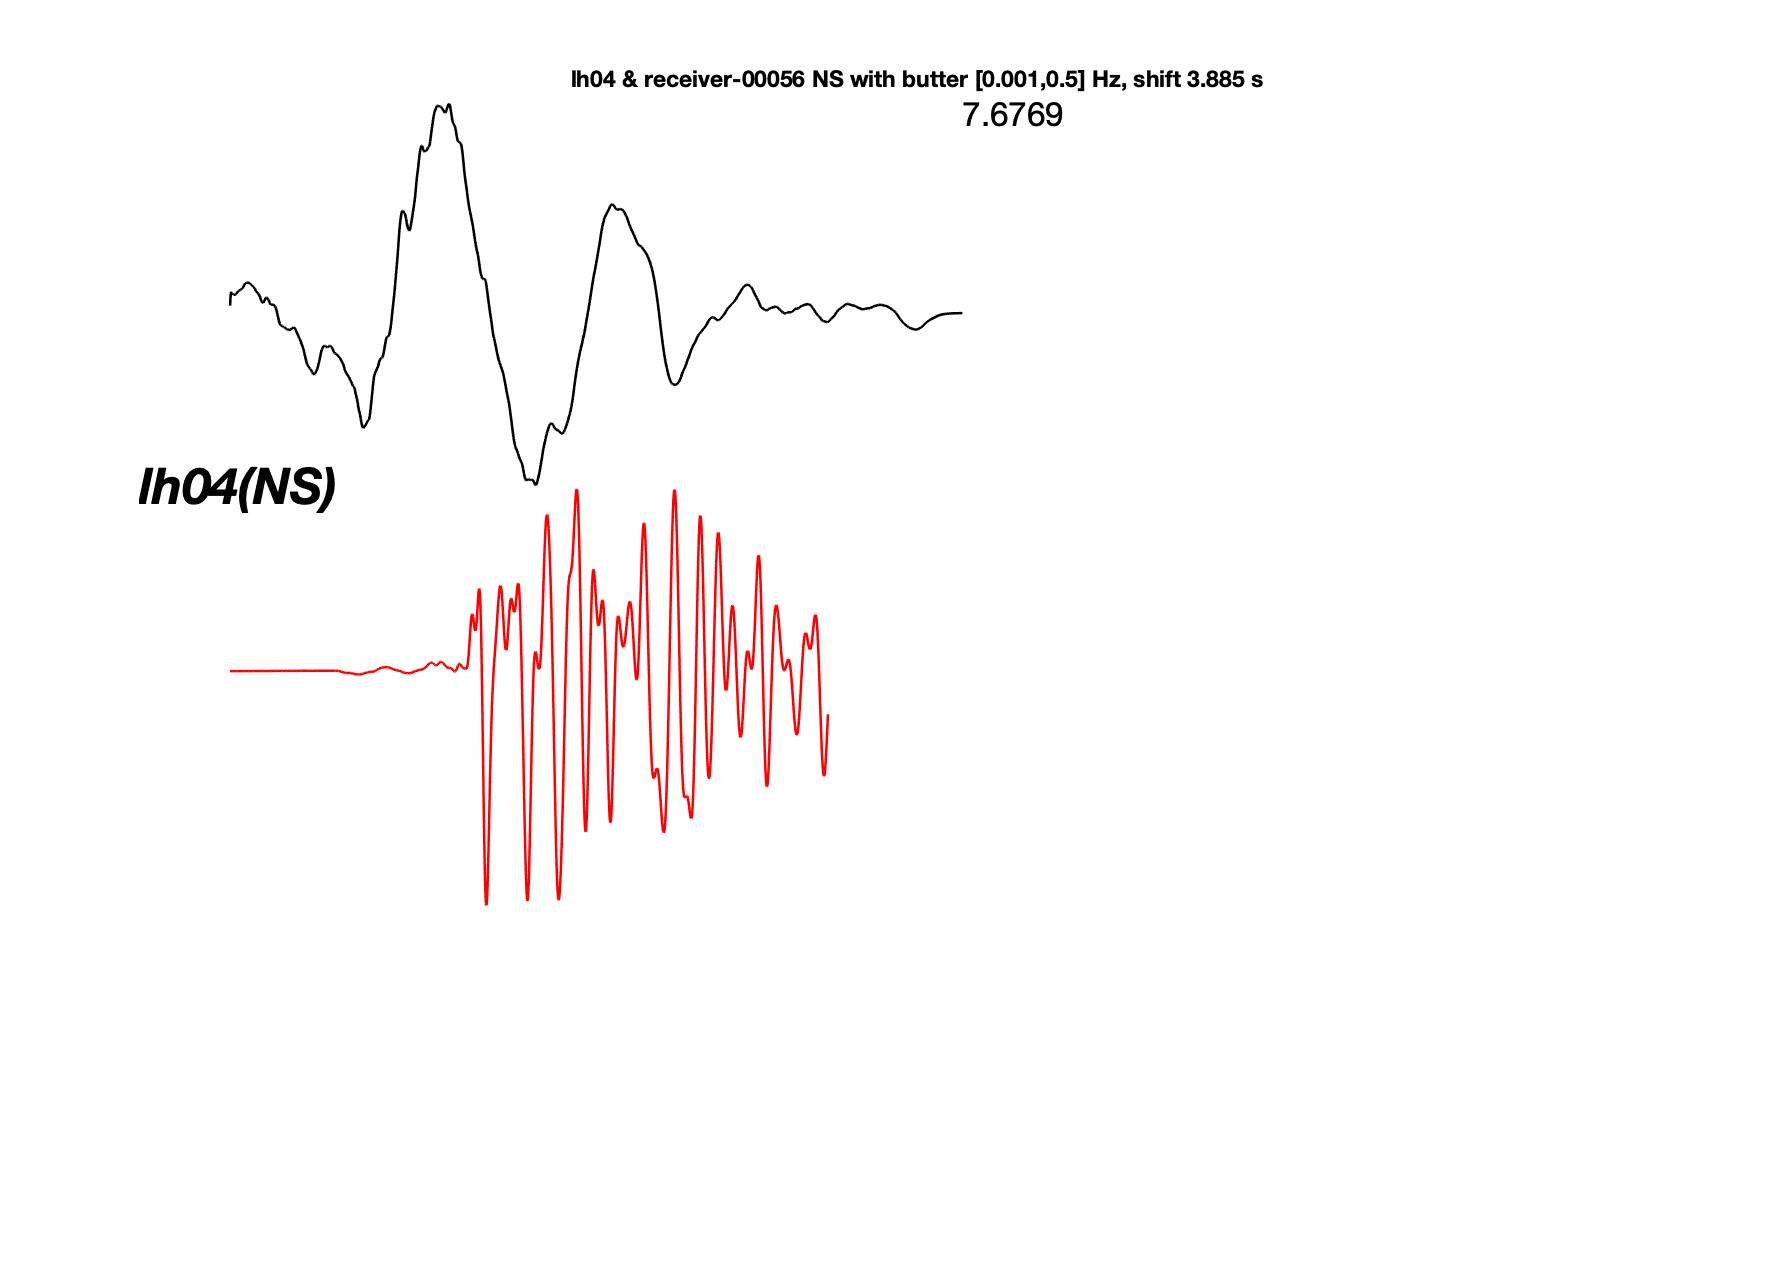 lh04 & receiver-00056 NS with butter [0.001,0.5] Hz, shift 3.885 s
7.6769
lh04(NS)